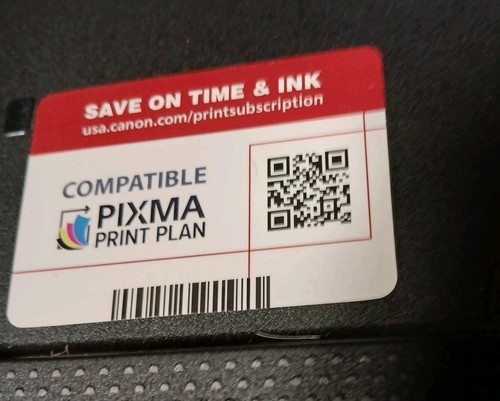 SAVE ON TIME & INK
usa.canon.com/printsubscription
COMPATIBLE
PIXMA
PRINT PLAN